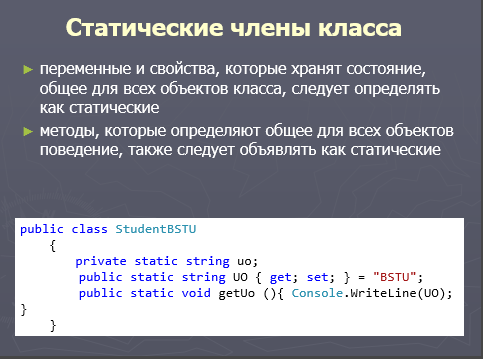 Статические члены класса
► переменные и свойства, которые хранят состояние,
общее для всех объектов класса, следует определять
как статические
► методы, которые определяют общее для всех объектов
поведение, также следует объявлять как статические
public class StudentBSTU
{
private static string uo;
public static string UO { get; set; } = "BSTU";
public static void getUo (){ Console.WriteLine(UO);
}
}